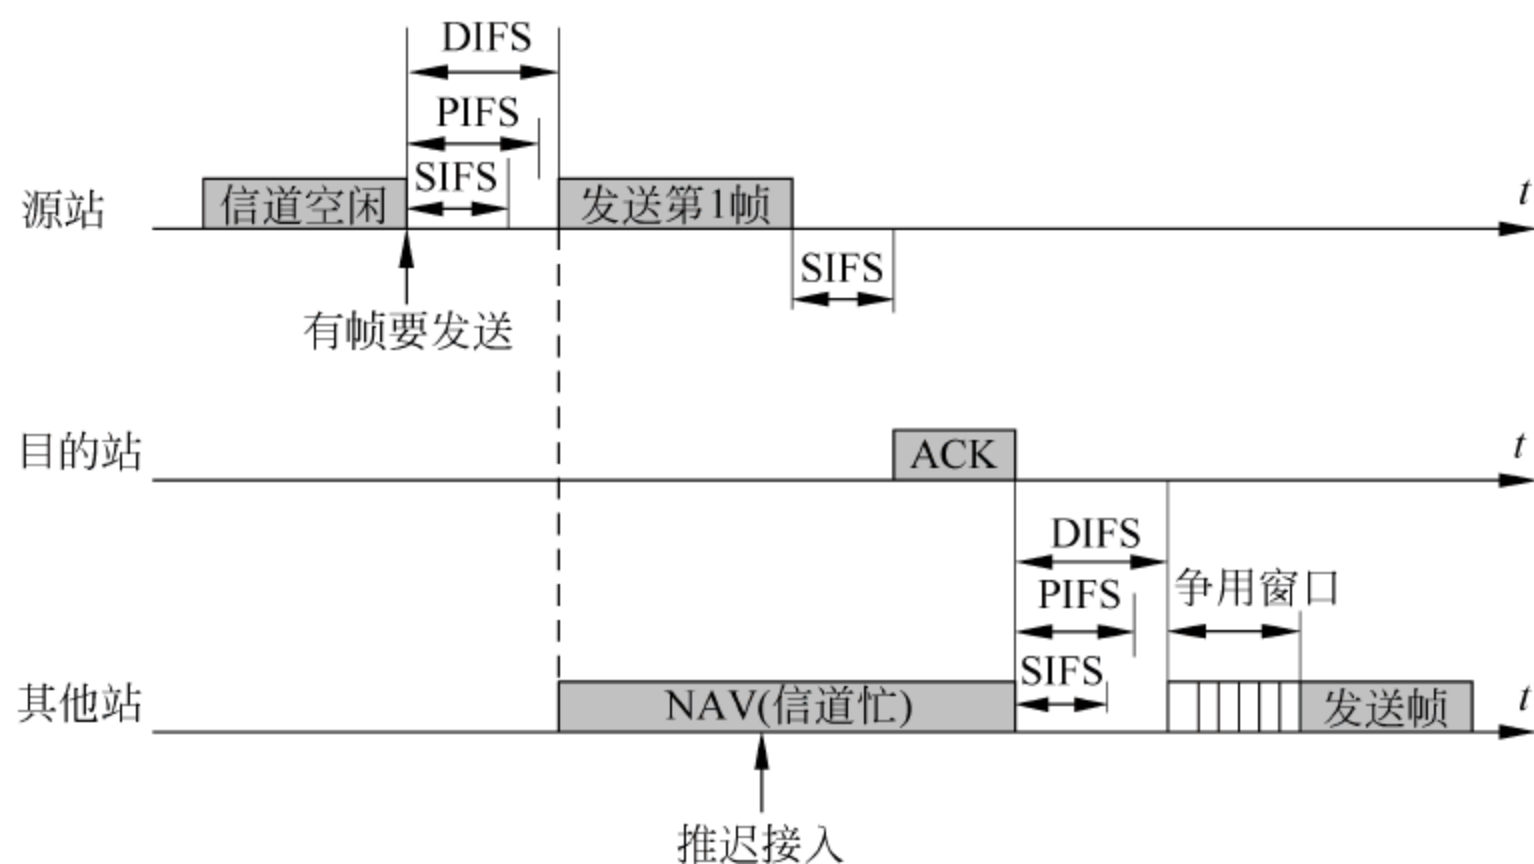 DIFS
PIFS
SIFS
源站
信道空闲
发送第1帧
t
SIFS
有帧要发送
目的站
ACK
t
DIFS
PIFS
争用窗口
SIFS
其他站
NAV(信道忙)
发送帧
t
推迟接入